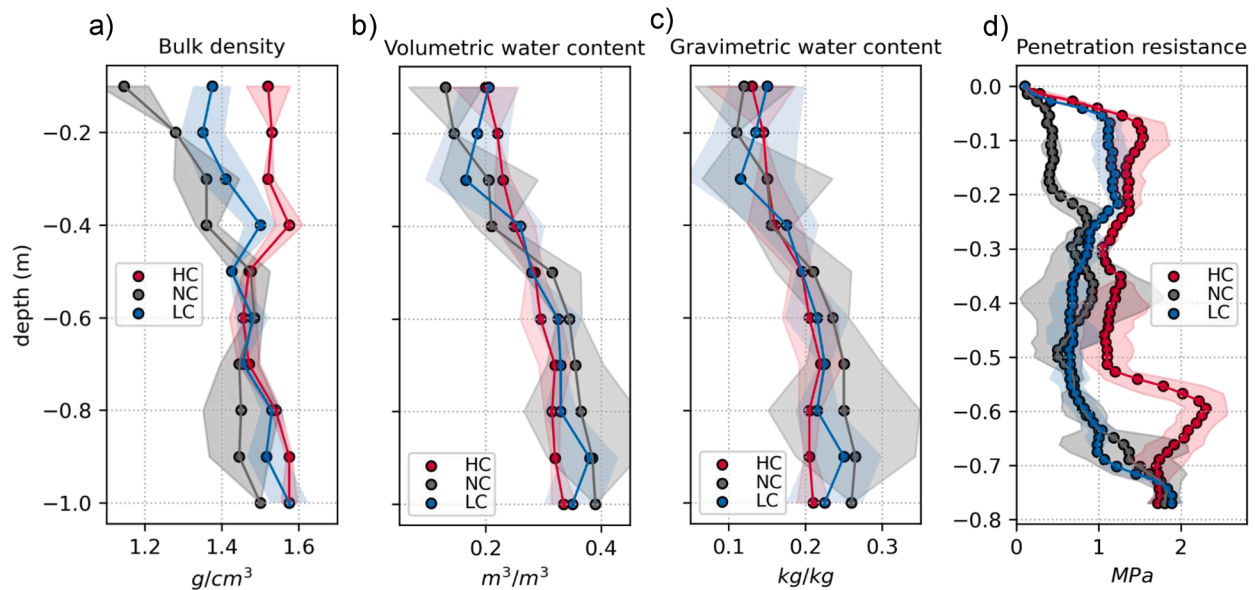 a)
Bulk density
b)
Volumetric water content
c)
Gravimetric water content
d)
Penetration resistance
depth (m)
−0.2
−0.4
−0.6
−0.8
−1.0
HC
NC
LC
1.2
1.4
1.6
g/cm³
HC
NC
LC
0.2
0.4
m³/m³
HC
NC
LC
0.1
0.2
0.3
kg/kg
0.0
−0.1
−0.2
−0.3
−0.4
−0.5
−0.6
−0.7
−0.8
HC
NC
LC
0
1
2
MPa